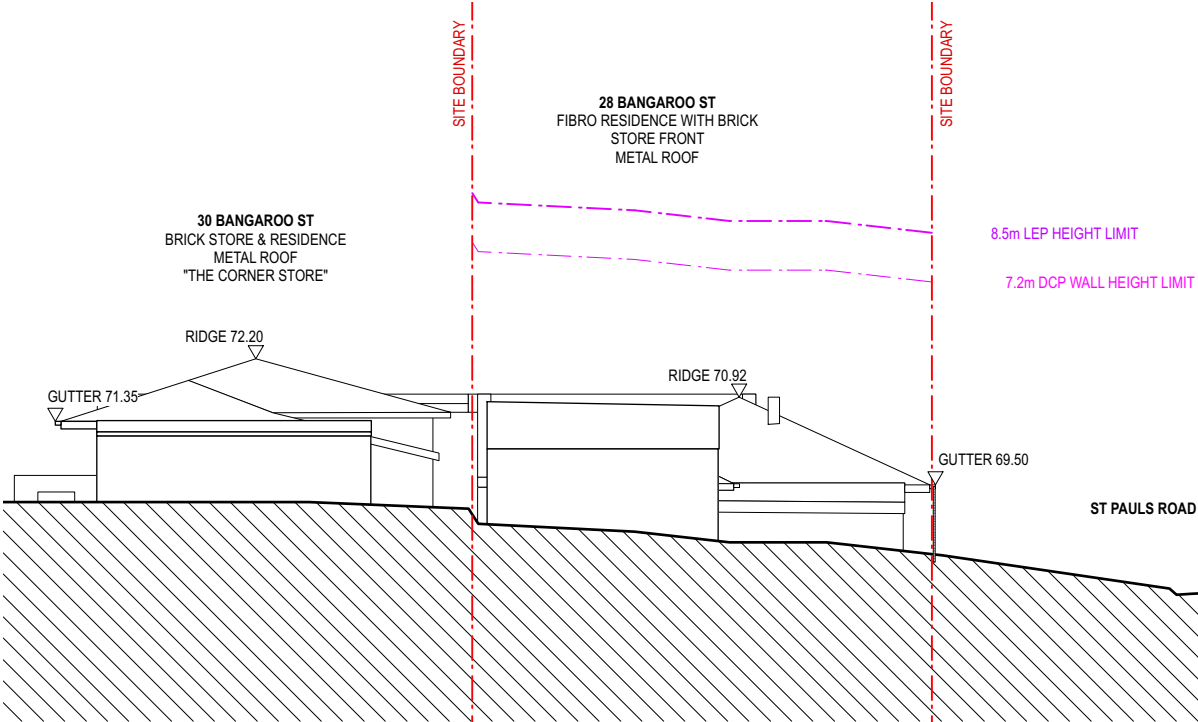 SITE BOUNDARY
SITE BOUNDARY
28 BANGAROO ST
FIBRO RESIDENCE WITH BRICK
STORE FRONT
METAL ROOF
30 BANGAROO ST
BRICK STORE & RESIDENCE
METAL ROOF
"THE CORNER STORE"
8.5m LEP HEIGHT LIMIT
7.2m DCP WALL HEIGHT LIMIT
RIDGE 72.20
GUTTER 71.35
RIDGE 70.92
GUTTER 69.50
ST PAULS ROAD